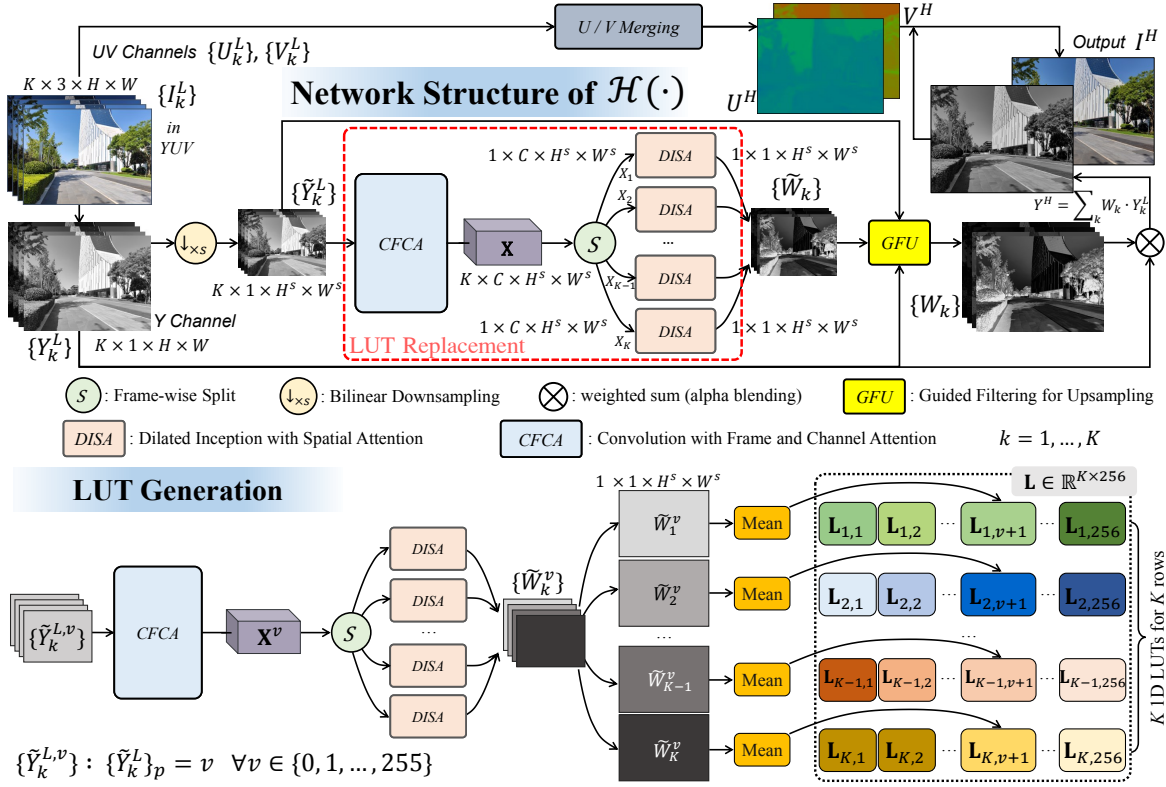 UV Channels {U_k^L}, {V_k^L}
U / V Merging
V^H
U^H
Output I^H
K × 3 × H × W
{I_k^L}
in
YUV
Network Structure of ℋ(·)
{Ỹ_k^L}
↓×s
K × 1 × H^s × W^s
Y Channel
{Y_k^L}
K × 1 × H × W
CFCA
X
K × C × H^s × W^s
S
1 × C × H^s × W^s
X_1
X_2
X_{K−1}
X_K
DISA
DISA
...
DISA
DISA
1 × C × H^s × W^s
1 × 1 × H^s × W^s
{W̃_k}
1 × 1 × H^s × W^s
LUT Replacement
GFU
{W_k}
Y^H = ∑_k W_k · Y_k^L
S : Frame-wise Split
↓×s : Bilinear Downsampling
⊗ : weighted sum (alpha blending)
GFU : Guided Filtering for Upsampling
DISA : Dilated Inception with Spatial Attention
CFCA : Convolution with Frame and Channel Attention
k = 1, … , K
LUT Generation
{Ỹ_k^{L,v}}
CFCA
X^v
S
DISA
DISA
...
DISA
DISA
{W̃_k^v}
1 × 1 × H^s × W^s
W̃_1^v
Mean
W̃_2^v
Mean
...
W̃_{K−1}^v
Mean
W̃_K^v
Mean
L ∈ ℝ^{K×256}
L_{1,1} L_{1,2} ... L_{1,v+1} ... L_{1,256}
L_{2,1} L_{2,2} ... L_{2,v+1} ... L_{2,256}
...
L_{K−1,1} L_{K−1,2} ... L_{K−1,v+1} ... L_{K−1,256}
L_{K,1} L_{K,2} ... L_{K,v+1} ... L_{K,256}
K 1D LUTs for K rows
{Ỹ_k^{L,v}} : {Ỹ_k^L}_p = v ∀v ∈ {0, 1, … , 255}